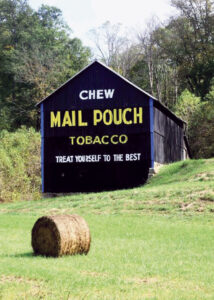 CHEW
MAIL POUCH
TOBACCO
TREAT YOURSELF TO THE BEST